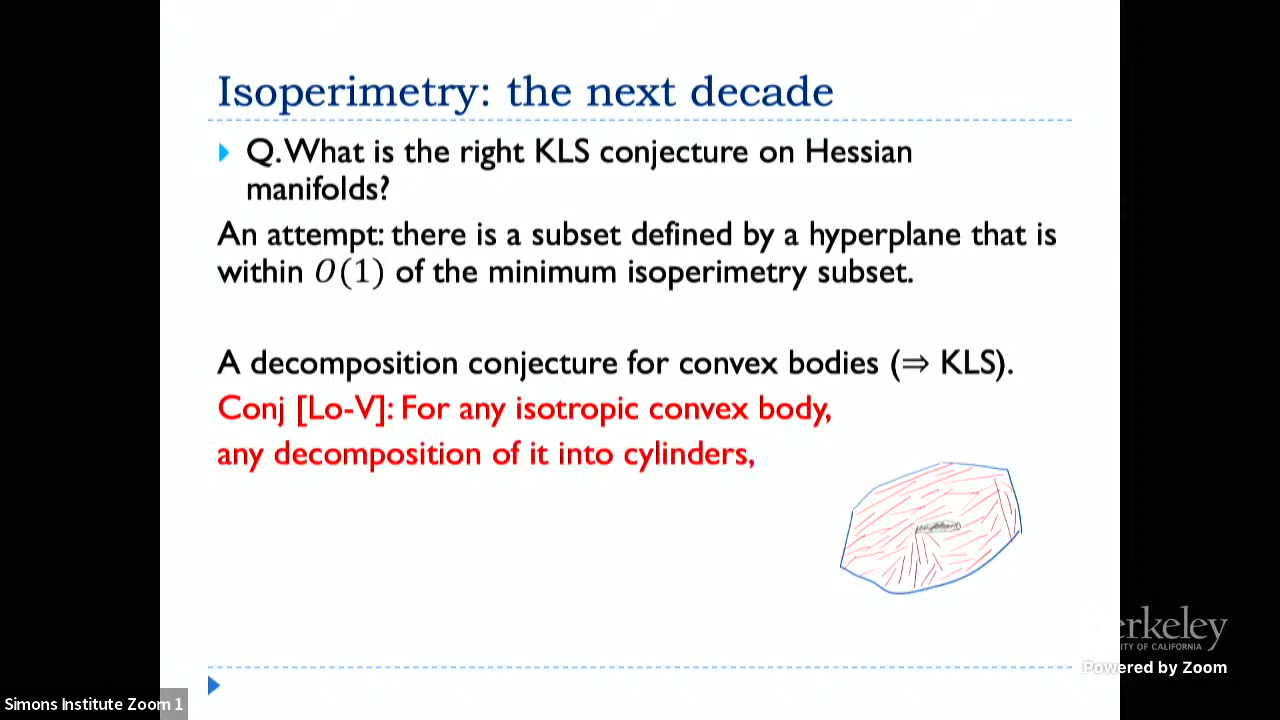 Isoperimetry: the next decade
Q. What is the right KLS conjecture on Hessian
manifolds?
An attempt: there is a subset defined by a hyperplane that is
within O(1) of the minimum isoperimetry subset.
A decomposition conjecture for convex bodies (⇒ KLS).
Conj [Lo-V]: For any isotropic convex body,
any decomposition of it into cylinders,
erkeley
ITY OF CALIFORNIA
Powered by Zoom
Simons Institute Zoom 1